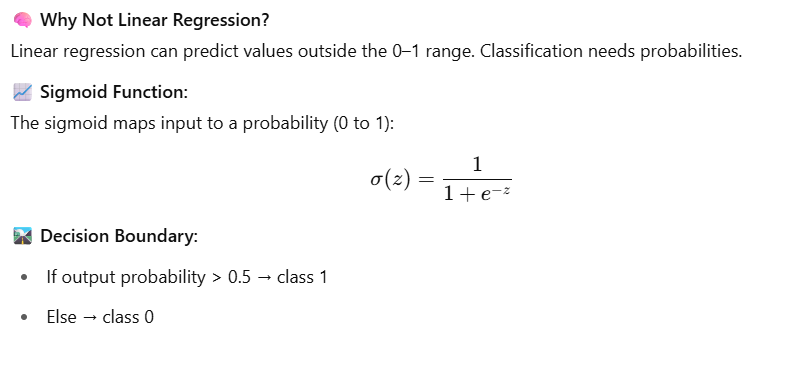 🧠 Why Not Linear Regression?
Linear regression can predict values outside the 0–1 range. Classification needs probabilities.
📈 Sigmoid Function:
The sigmoid maps input to a probability (0 to 1):
σ(z) = 1 / (1 + e^−z)
🛣️ Decision Boundary:
• If output probability > 0.5 → class 1
• Else → class 0